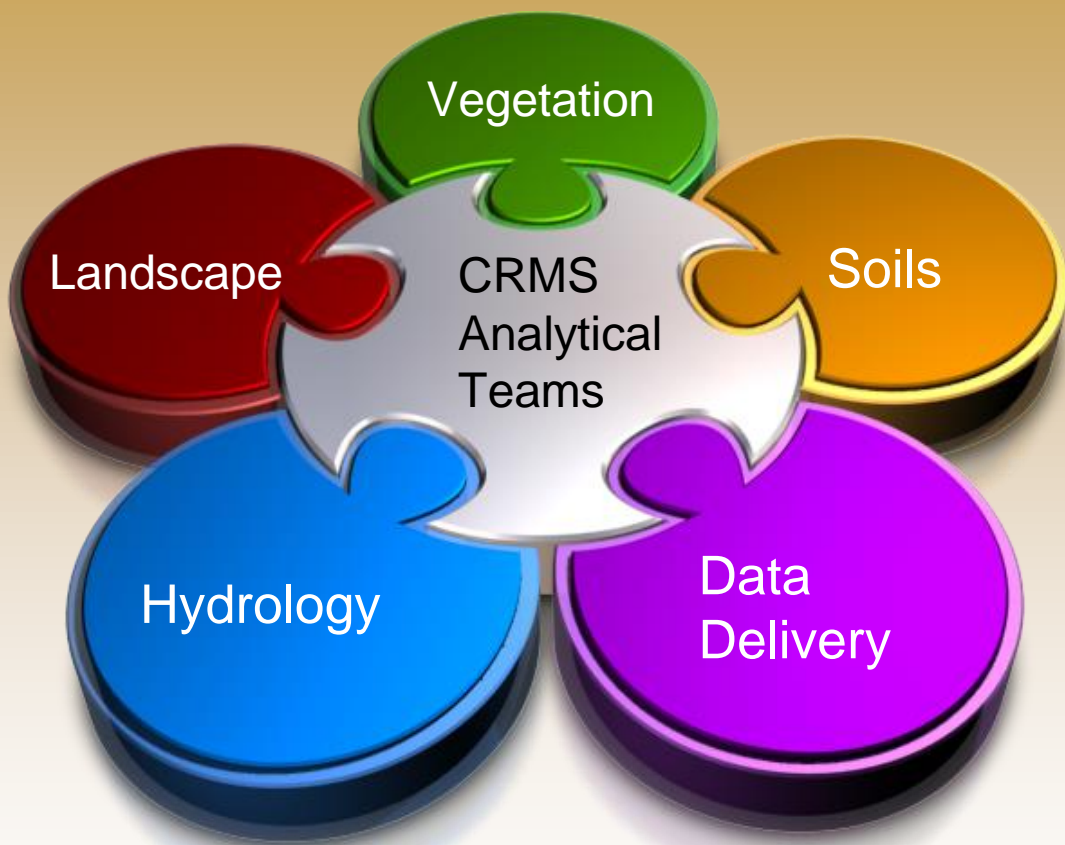 Vegetation
Landscape
CRMS
Analytical
Teams
Soils
Hydrology
Data
Delivery